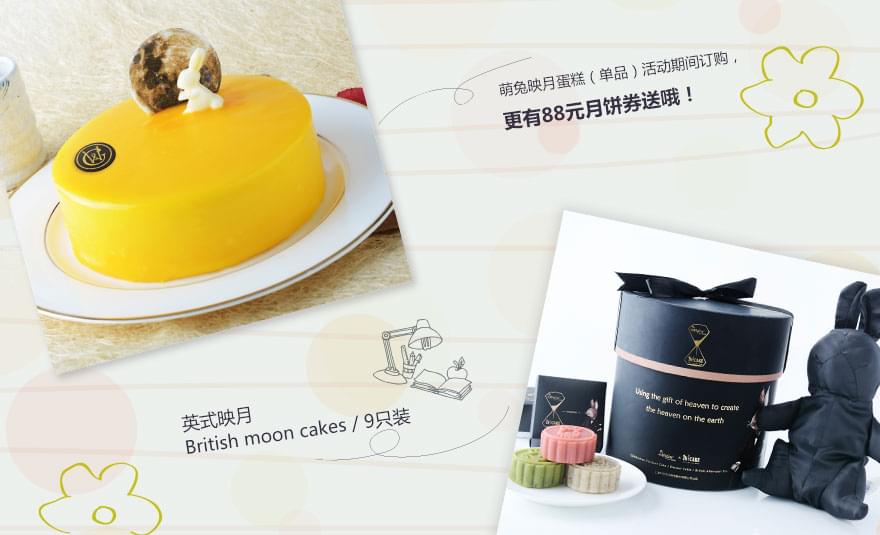 萌兔映月蛋糕（单品）活动期间订购，
更有88元月饼券送哦！
英式映月
British moon cakes / 9只装
Using the gift of heaven to create
the heaven on the earth